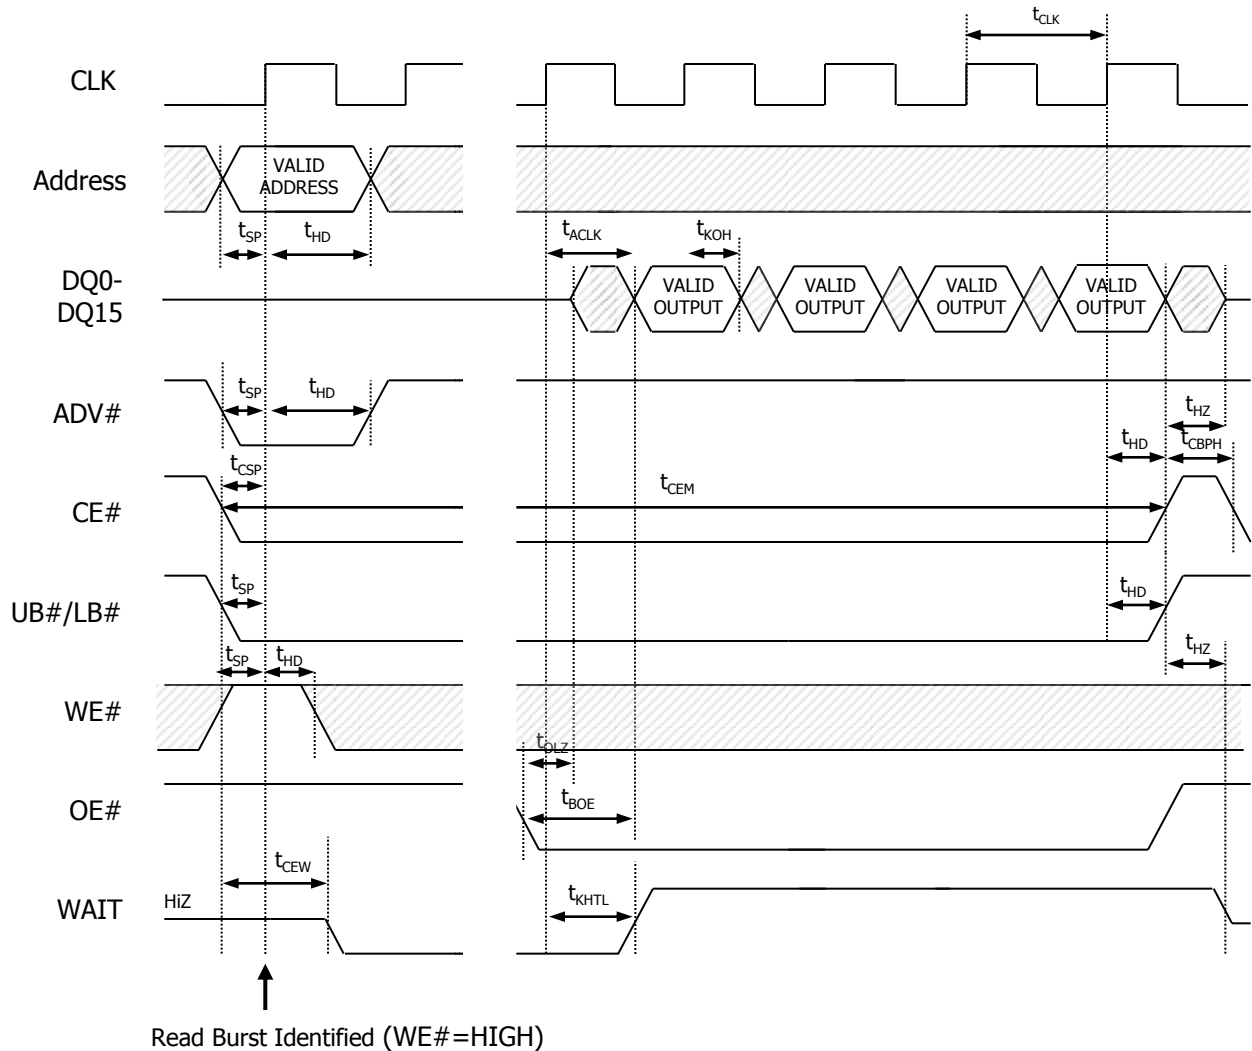 tCLK
CLK
Address
VALID
ADDRESS
tSP
tHD
tACLK
tKOH
DQ0-
DQ15
VALID
OUTPUT
VALID
OUTPUT
VALID
OUTPUT
VALID
OUTPUT
ADV#
tSP
tHD
tHZ
tHD
tCBPH
CE#
tCSP
tCEM
UB#/LB#
tSP
tHD
tSP
tHD
tHZ
WE#
tOLZ
OE#
tBOE
tCEW
WAIT
HiZ
tKHTL
Read Burst Identified (WE#=HIGH)